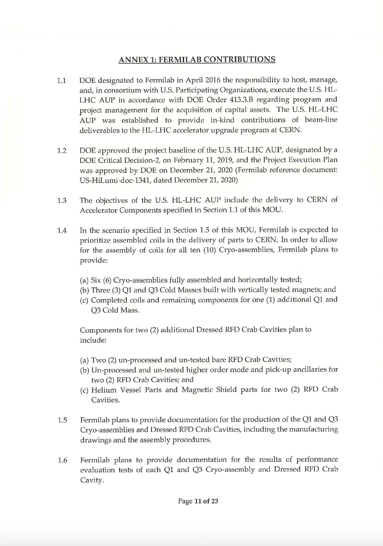 ANNEX 1: FERMILAB CONTRIBUTIONS
1.1 DOE designated to Fermilab in April 2016 the responsibility to host, manage,
and, in consortium with U.S. Participating Organizations, execute the U.S. HL-
LHC AUP in accordance with DOE Order 413.3.B regarding program and
project management for the acquisition of capital assets. The U.S. HL-LHC
AUP was established to provide in-kind contributions of beam-line
deliverables to the HL-LHC accelerator upgrade program at CERN.
1.2 DOE approved the project baseline of the U.S. HL-LHC AUP, designated by a
DOE Critical Decision-2, on February 11, 2019, and the Project Execution Plan
was approved by DOE on December 21, 2020 (Fermilab reference document:
US-HiLumi-doc-1341, dated December 21, 2020)
1.3 The objectives of the U.S. HL-LHC AUP include the delivery to CERN of
Accelerator Components specified in Section 1.1 of this MOU.
1.4 In the scenario specified in Section 1.5 of this MOU, Fermilab is expected to
prioritize assembled coils in the delivery of parts to CERN. In order to allow
for the assembly of coils for all ten (10) Cryo-assemblies, Fermilab plans to
provide:
(a) Six (6) Cryo-assemblies fully assembled and horizontally tested;
(b) Three (3) Q1 and Q3 Cold Masses built with vertically tested magnets; and
(c) Completed coils and remaining components for one (1) additional Q1 and
Q3 Cold Mass.
Components for two (2) additional Dressed RFD Crab Cavities plan to
include:
(a) Two (2) un-processed and un-tested bare RFD Crab Cavities;
(b) Un-processed and un-tested higher order mode and pick-up ancillaries for
two (2) RFD Crab Cavities; and
(c) Helium Vessel Parts and Magnetic Shield parts for two (2) RFD Crab
Cavities.
1.5 Fermilab plans to provide documentation for the production of the Q1 and Q3
Cryo-assemblies and Dressed RFD Crab Cavities, including the manufacturing
drawings and the assembly procedures.
1.6 Fermilab plans to provide documentation for the results of performance
evaluation tests of each Q1 and Q3 Cryo-assembly and Dressed RFD Crab
Cavity.
Page 11 of 23